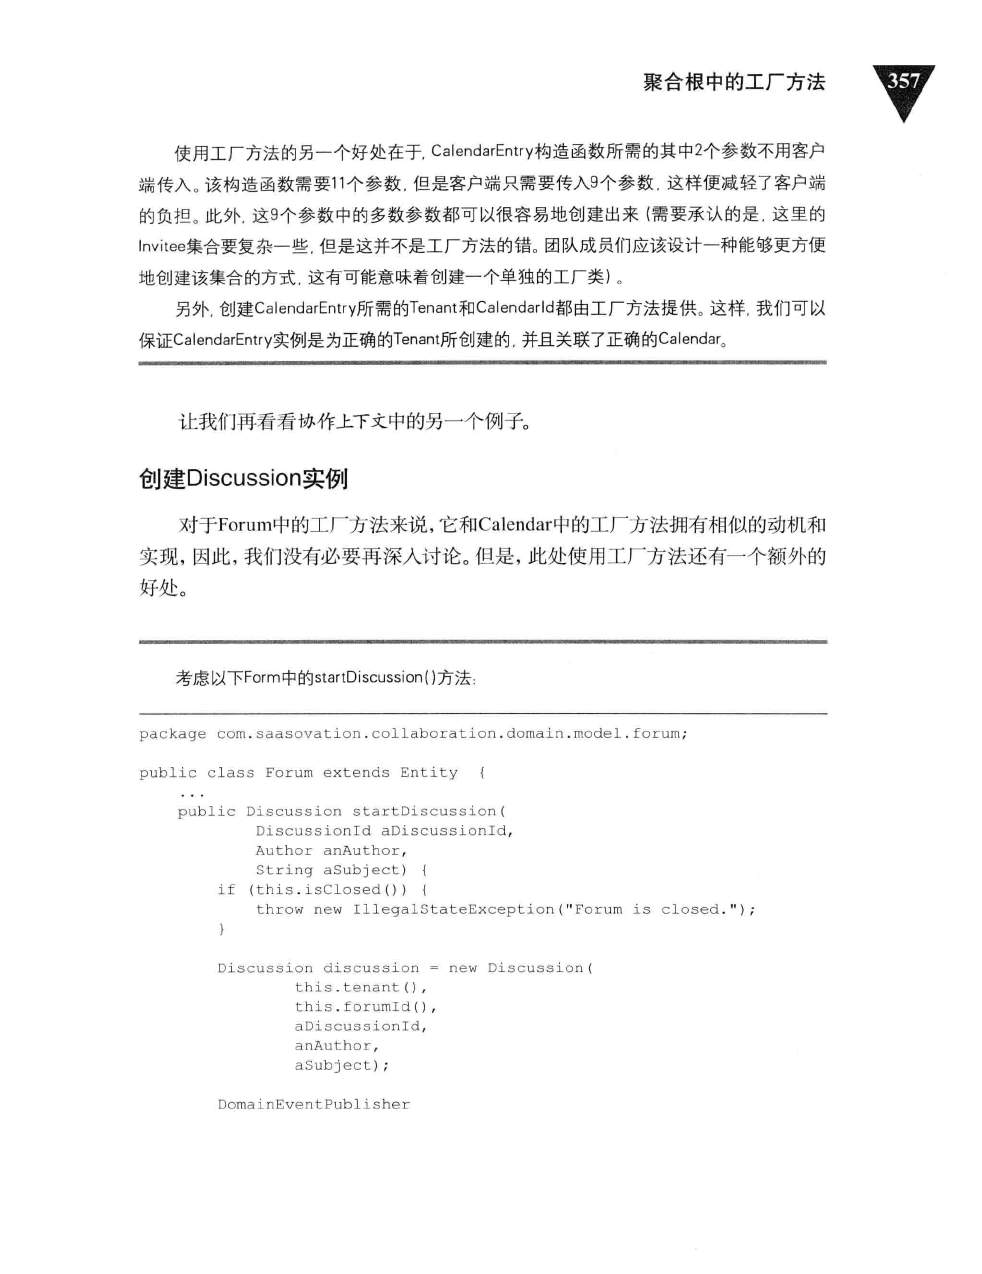 聚合根中的工厂方法
357
使用工厂方法的另一个好处在于, CalendarEntry构造函数所需的其中2个参数不用客户
端传入。该构造函数需要11个参数, 但是客户端只需要传入9个参数, 这样便减轻了客户端
的负担。此外, 这9个参数中的多数参数都可以很容易地创建出来 (需要承认的是, 这里的
Invitee集合要复杂一些, 但是这并不是工厂方法的错。团队成员们应该设计一种能够更方便
地创建该集合的方式, 这有可能意味着创建一个单独的工厂类) 。
另外, 创建CalendarEntry所需的Tenant和CalendarId都由工厂方法提供。这样, 我们可以
保证CalendarEntry实例是为正确的Tenant所创建的, 并且关联了正确的Calendar。
让我们再看看协作上下文中的另一个例子。
创建Discussion实例
对于Forum中的工厂方法来说, 它和Calendar中的工厂方法拥有相似的动机和
实现, 因此, 我们没有必要再深入讨论。但是, 此处使用工厂方法还有一个额外的
好处。
考虑以下Form中的startDiscussion()方法:
package com.saasovation.collaboration.domain.model.forum;
public class Forum extends Entity  {
    ...
    public Discussion startDiscussion(
            DiscussionId aDiscussionId,
            Author anAuthor,
            String aSubject) {
        if (this.isClosed()) {
            throw new IllegalStateException("Forum is closed.");
        }
        Discussion discussion = new Discussion(
                this.tenant(),
                this.forumId(),
                aDiscussionId,
                anAuthor,
                aSubject);
        DomainEventPublisher